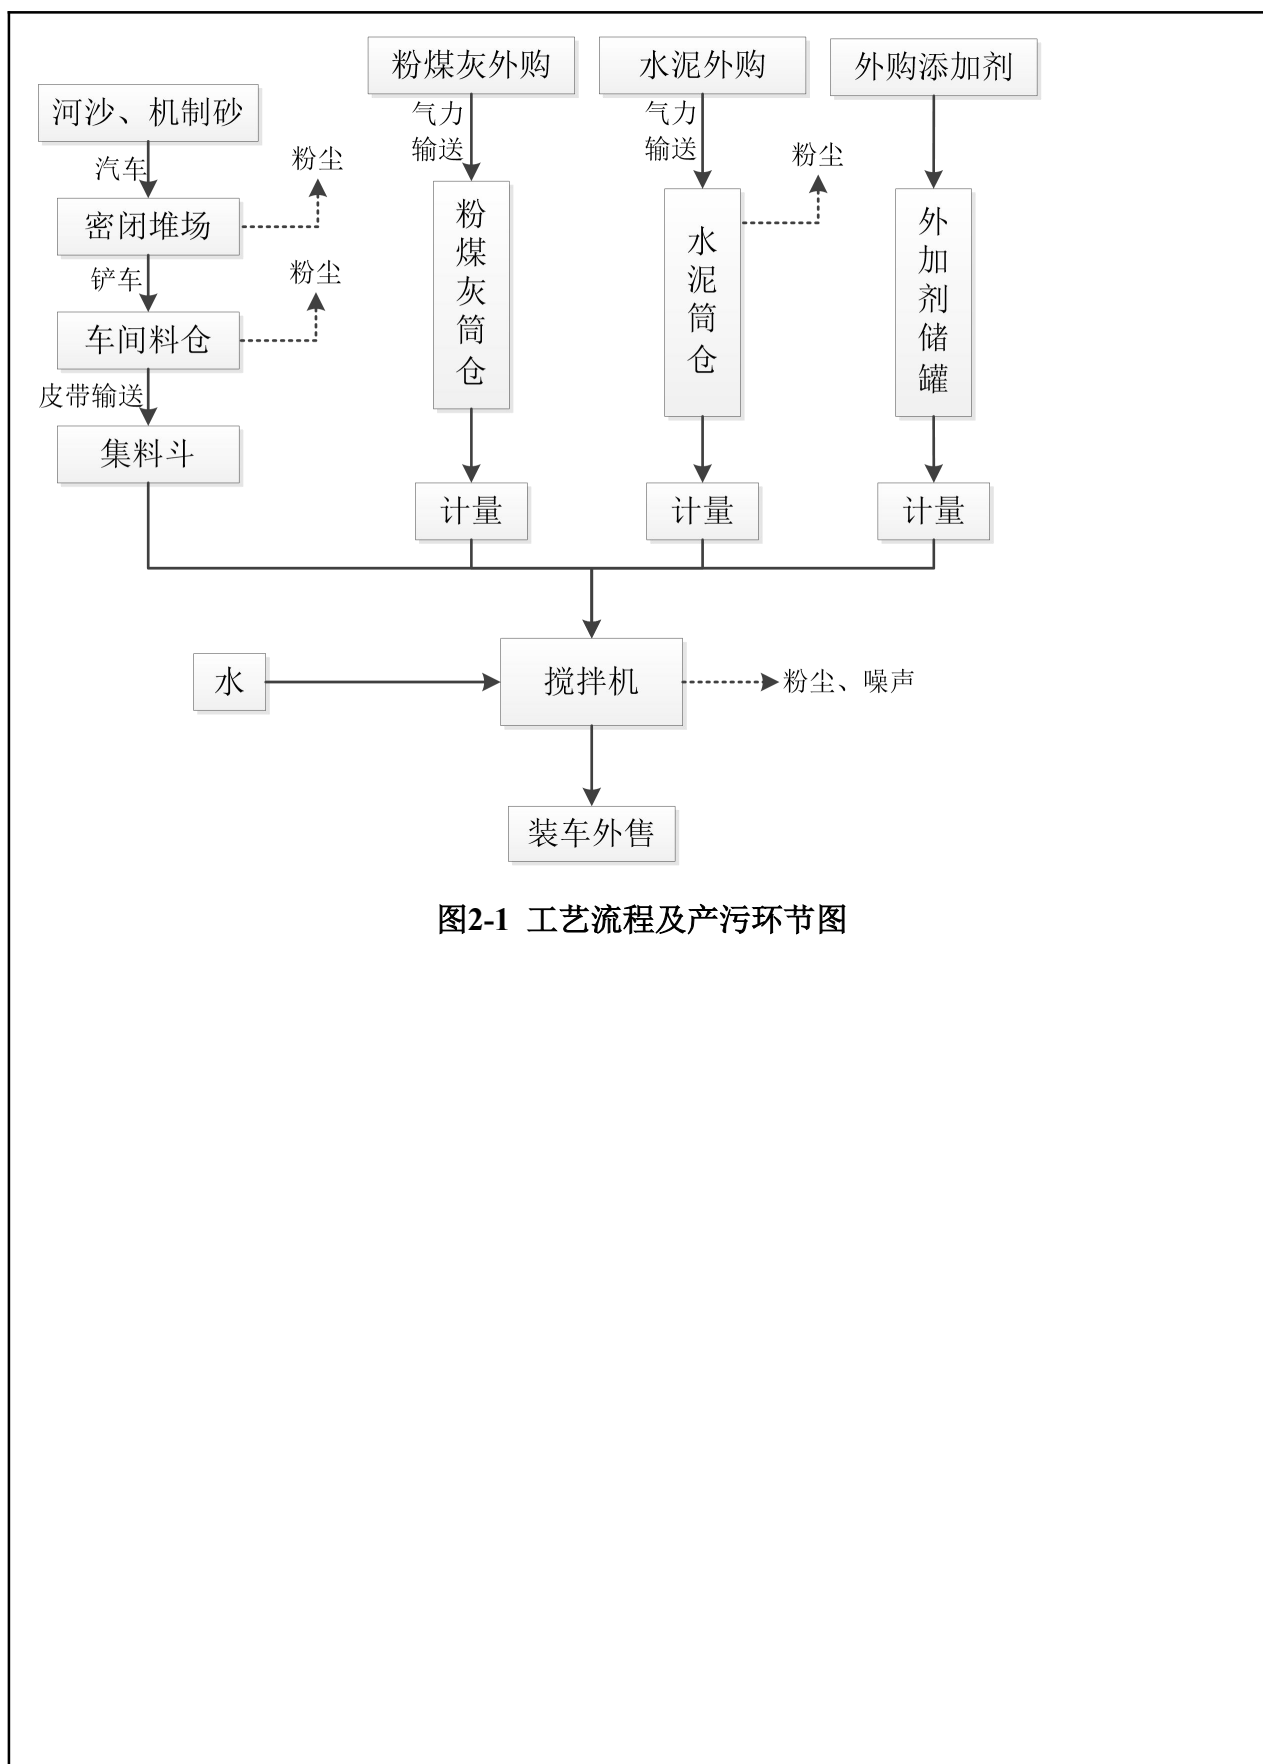 粉煤灰外购
水泥外购
外购添加剂
河沙、机制砂
气力
输送
气力
输送
汽车
粉尘
粉尘
密闭堆场
粉煤灰筒仓
水泥筒仓
外加剂储罐
铲车
粉尘
车间料仓
皮带输送
集料斗
计量
计量
计量
水
搅拌机
粉尘、噪声
装车外售
图2-1 工艺流程及产污环节图